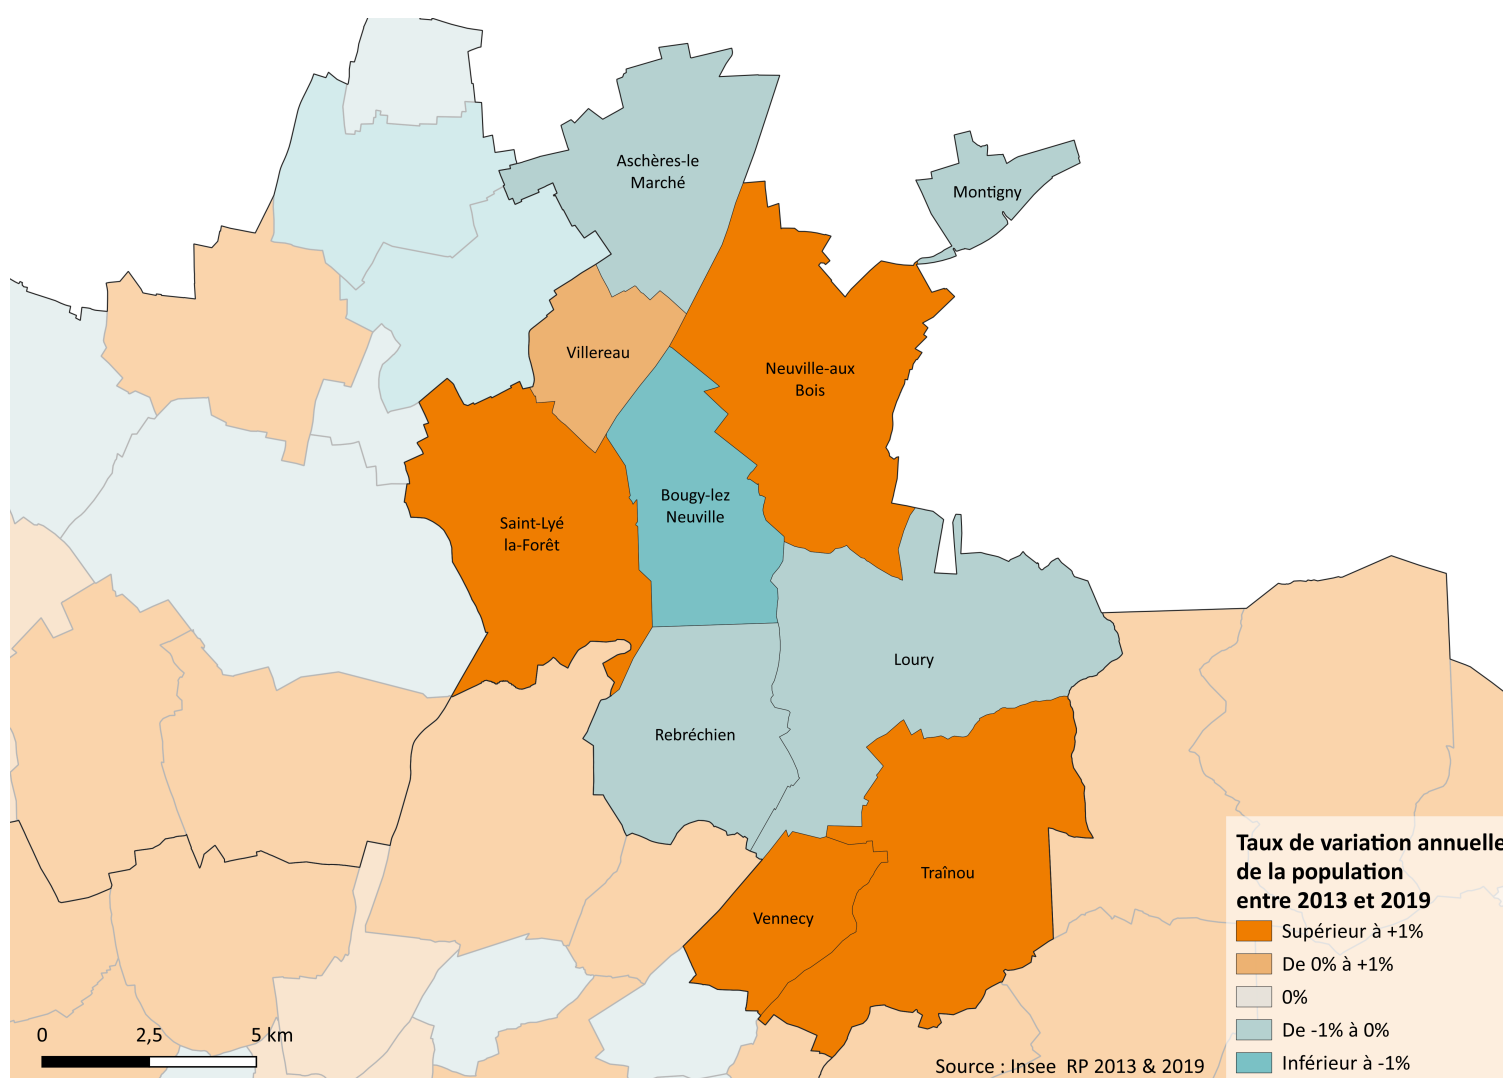 Aschères-le
Marché
Montigny
Villereau
Neuville-aux
Bois
Bougy-lez
Neuville
Saint-Lyé
la-Forêt
Loury
Rebréchien
Traînou
Vennecy
Taux de variation annuelle
de la population
entre 2013 et 2019
Supérieur à +1%
De 0% à +1%
0%
De -1% à 0%
Inférieur à -1%
0 2,5 5 km
Source : Insee RP 2013 & 2019